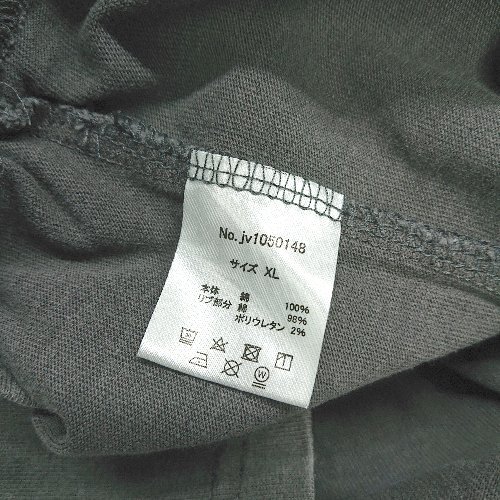 No.jv1050148
サイズ XL
本体 綿 100%
リブ部分 綿 98%
ポリウレタン 2%
W